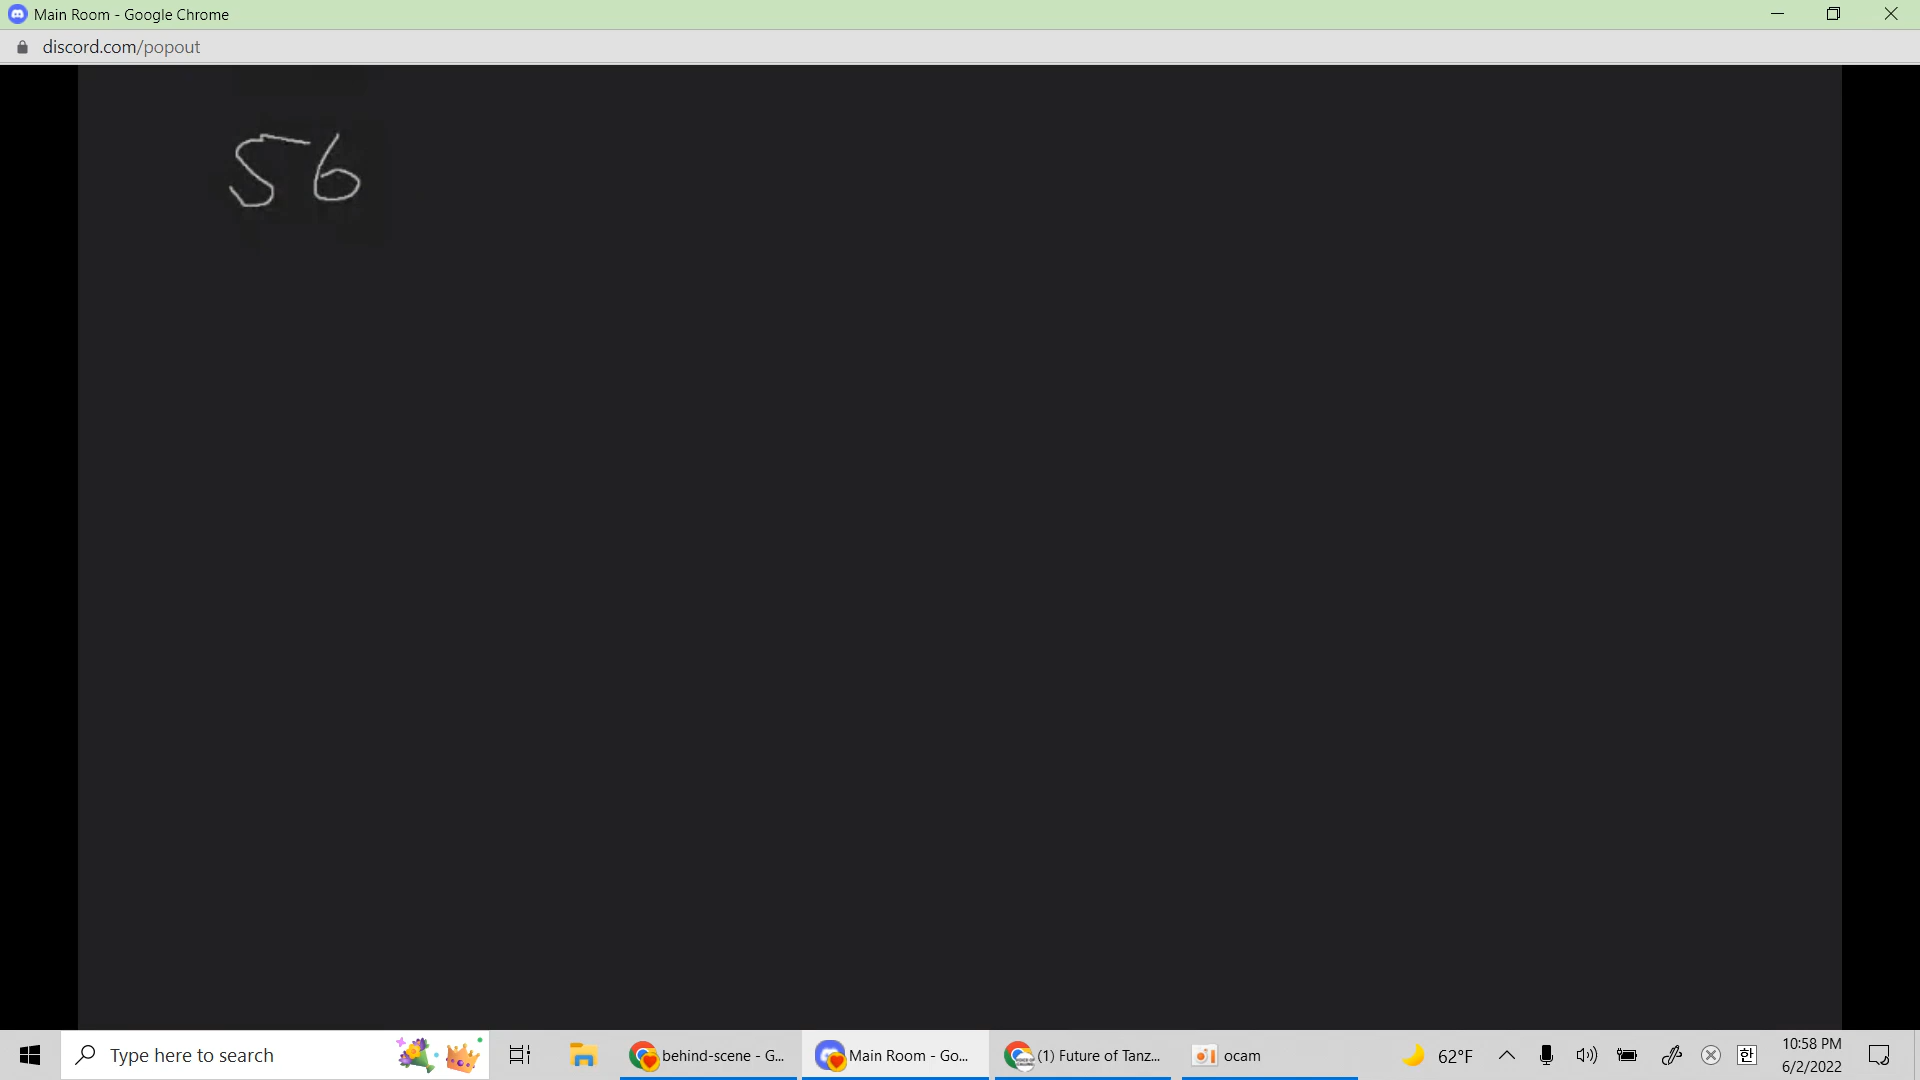 Main Room - Google Chrome
discord.com/popout
56
Type here to search
behind-scene - G...
Main Room - Go...
(1) Future of Tanz...
ocam
62°F
한
10:58 PM
6/2/2022